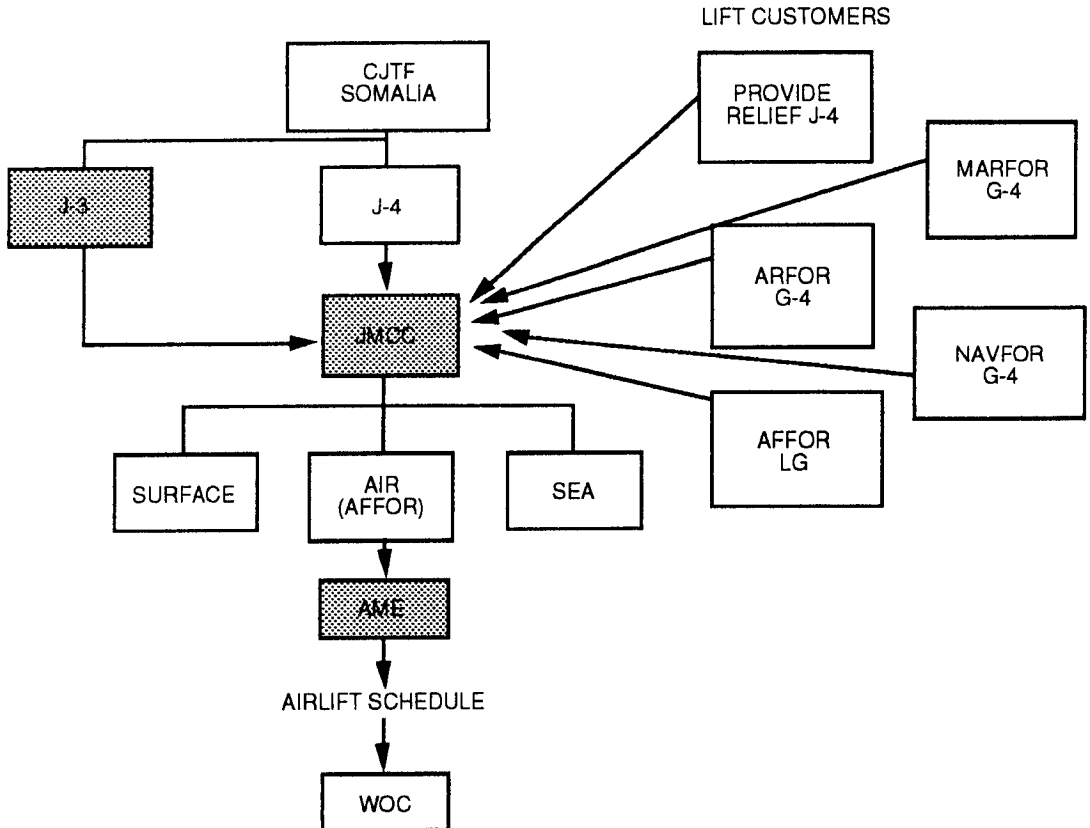 LIFT CUSTOMERS
CJTF
SOMALIA
PROVIDE
RELIEF J-4
MARFOR
G-4
J-3
J-4
ARFOR
G-4
JMCC
NAVFOR
G-4
AFFOR
LG
SURFACE
AIR
(AFFOR)
SEA
AME
AIRLIFT SCHEDULE
WOC